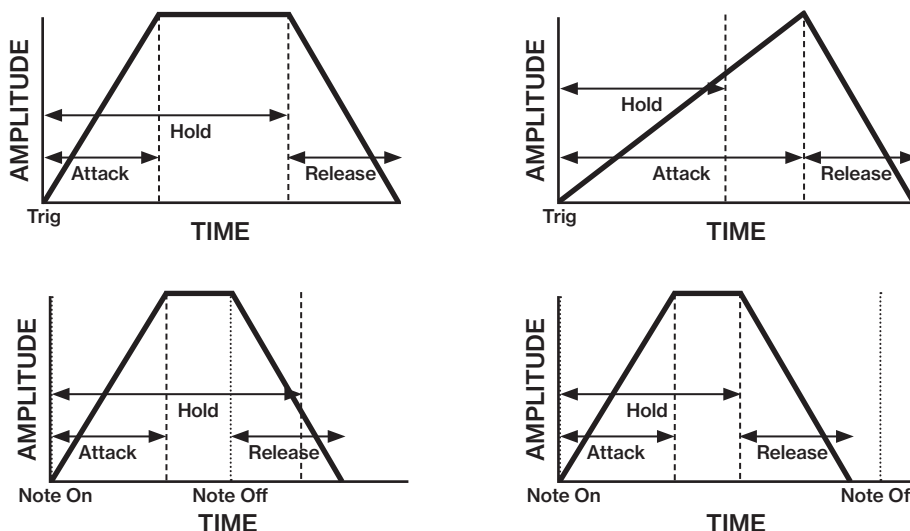 AMPLITUDE
Hold
Attack
Release
Trig
TIME
AMPLITUDE
Hold
Attack
Release
Trig
TIME
AMPLITUDE
Hold
Attack
Release
Note On
Note Off
TIME
AMPLITUDE
Hold
Attack
Release
Note On
Note Of
TIME